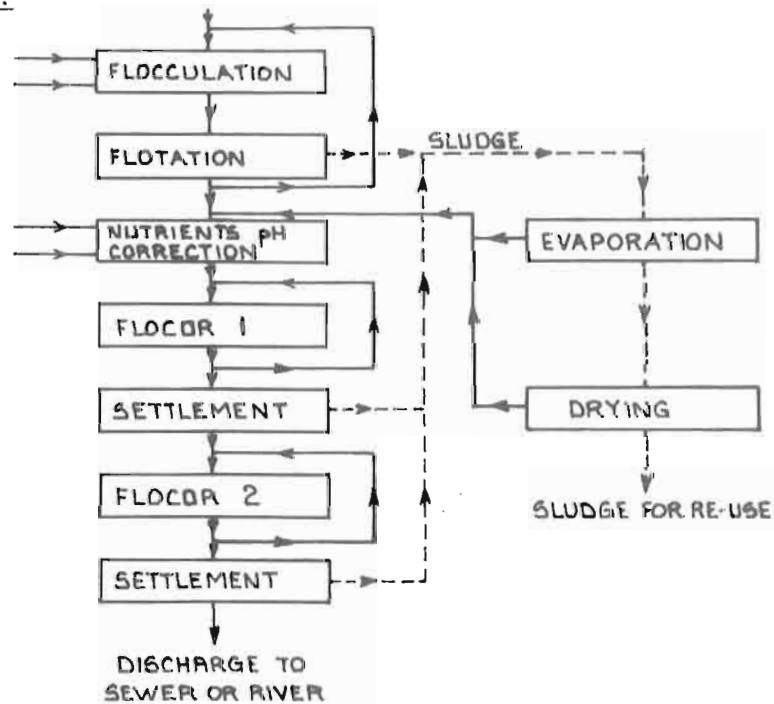 FLOCCULATION
FLOTATION
SLUDGE
NUTRIENTS pH
CORRECTION
EVAPORATION
FLOCOR 1
SETTLEMENT
DRYING
FLOCOR 2
SLUDGE FOR RE-USE
SETTLEMENT
DISCHARGE TO
SEWER OR RIVER